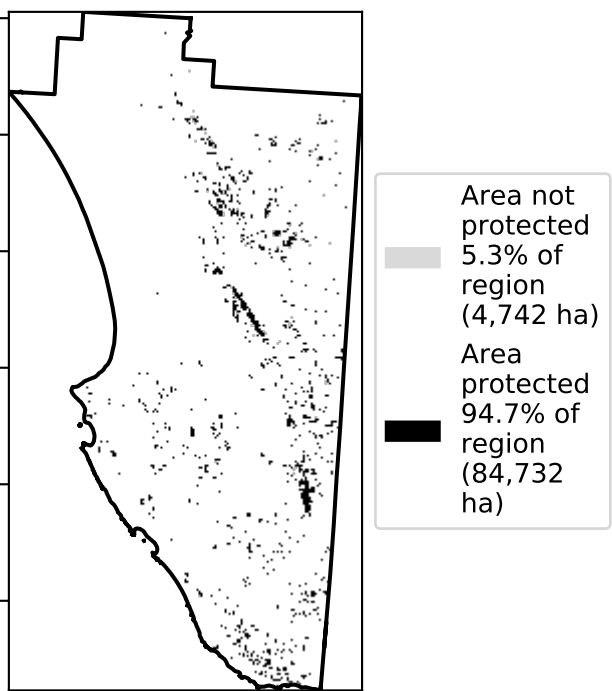 Area not
protected
5.3% of
region
(4,742 ha)
Area
protected
94.7% of
region
(84,732
ha)